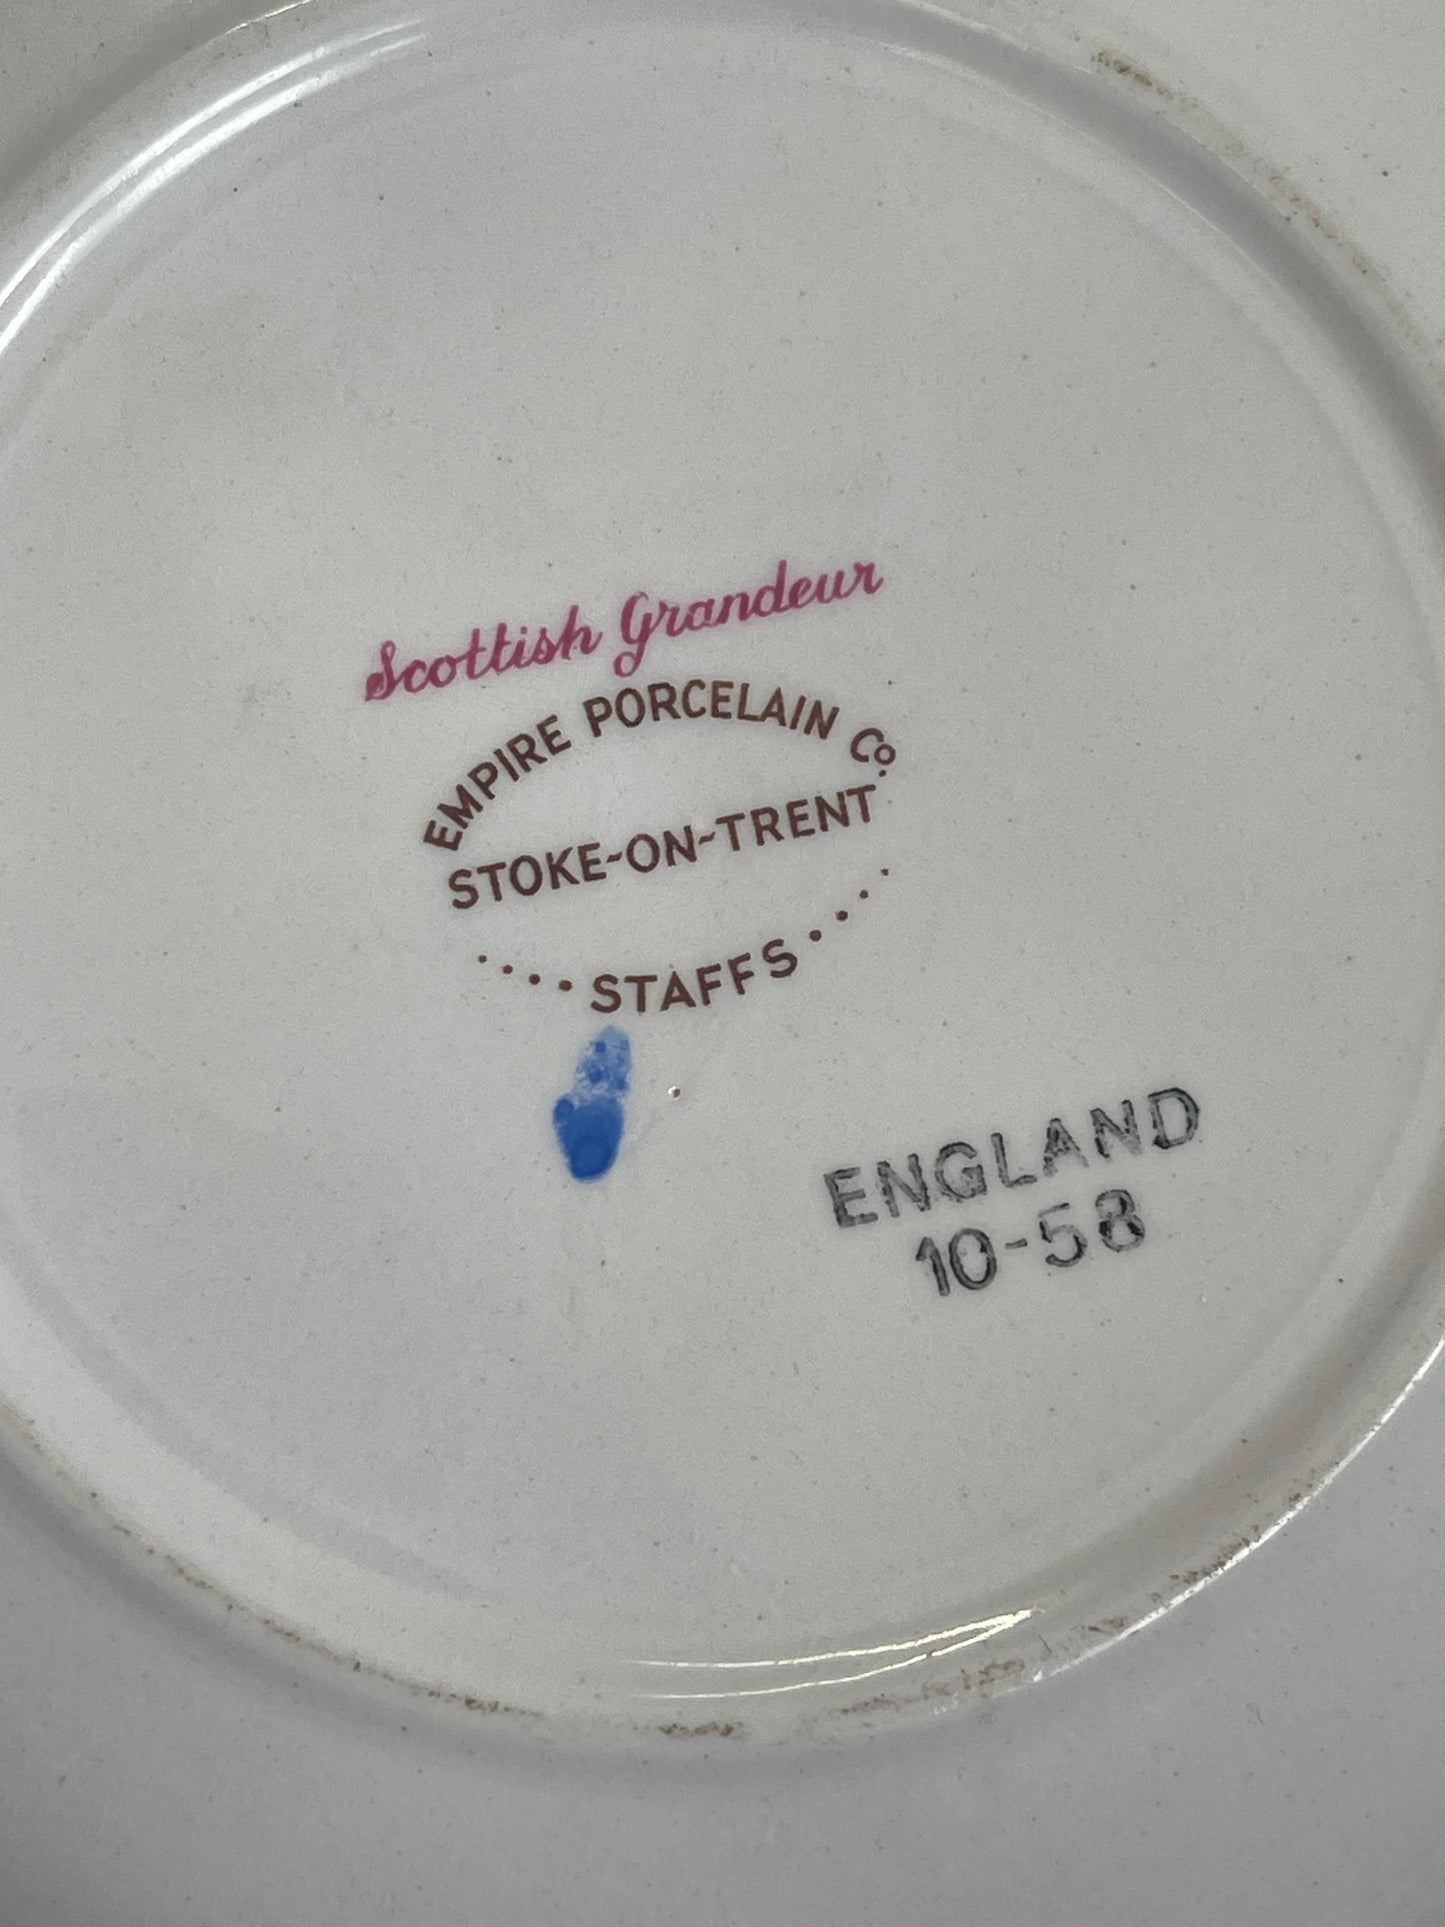 Scottish Grandeur
EMPIRE PORCELAIN Co.
STOKE-ON-TRENT
....STAFFS....
ENGLAND
10-58